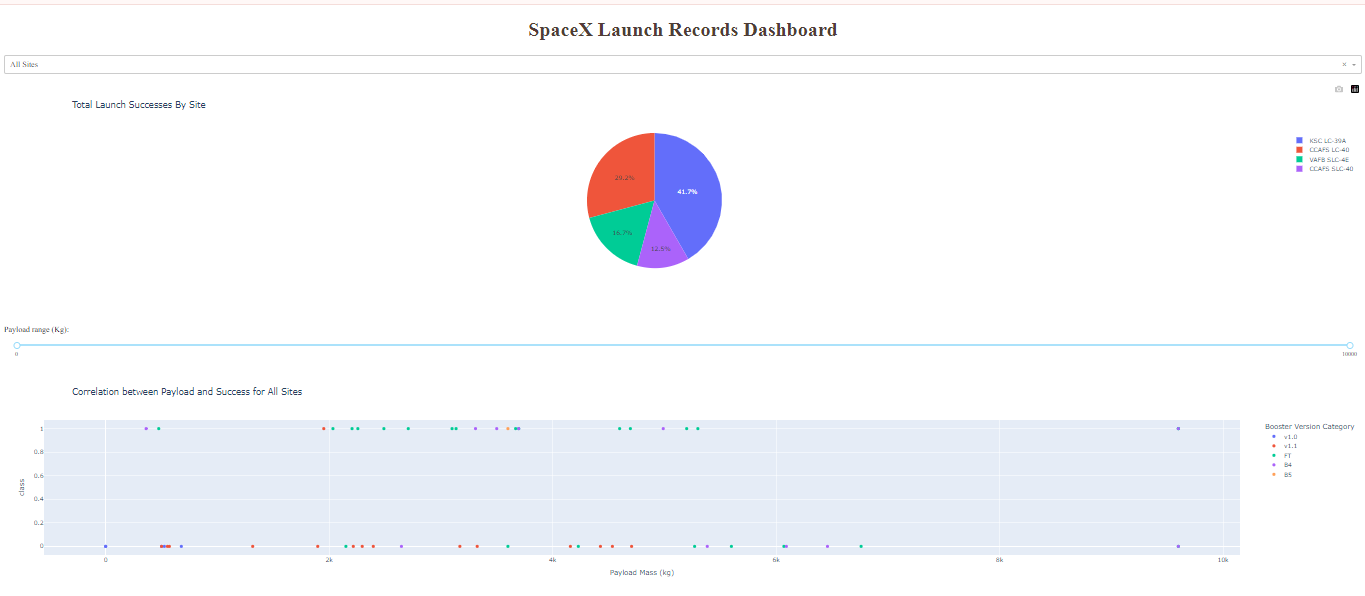 SpaceX Launch Records Dashboard
All Sites
Total Launch Successes By Site
KSC LC-39A
CCAFS LC-40
VAFB SLC-4E
CCAFS SLC-40
29.2%
41.7%
16.7%
12.5%
Payload range (Kg):
0
10000
Correlation between Payload and Success for All Sites
Booster Version Category
v1.0
v1.1
FT
B4
B5
class
1
0.8
0.6
0.4
0.2
0
0
2k
4k
6k
8k
10k
Payload Mass (kg)